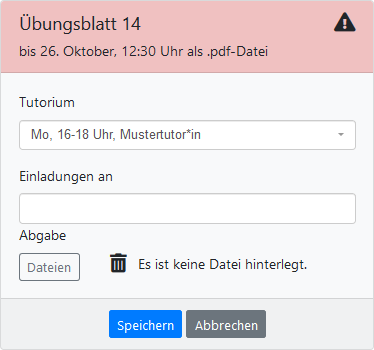 Übungsblatt 14
bis 26. Oktober, 12:30 Uhr als .pdf-Datei
Tutorium
Mo, 16-18 Uhr, Mustertutor*in
Einladungen an
Abgabe
Dateien
Es ist keine Datei hinterlegt.
Speichern
Abbrechen